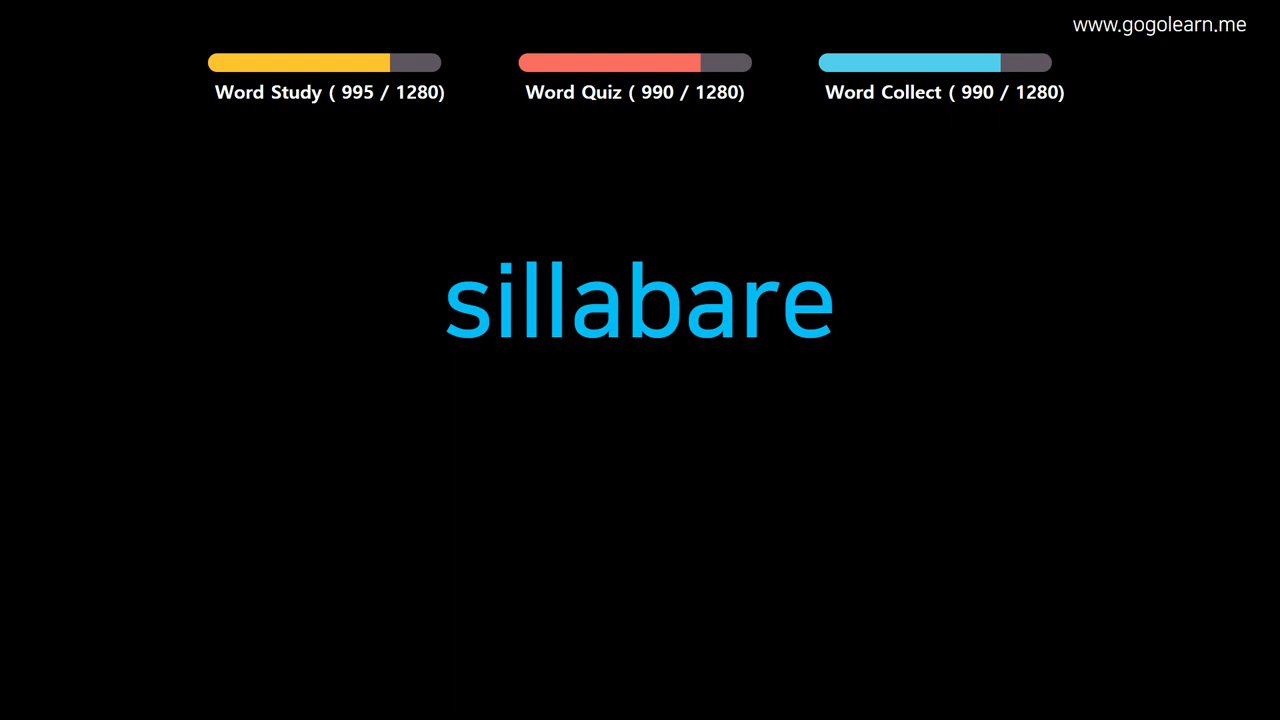 www.gogolearn.me
Word Study ( 995 / 1280)
Word Quiz ( 990 / 1280)
Word Collect ( 990 / 1280)
sillabare